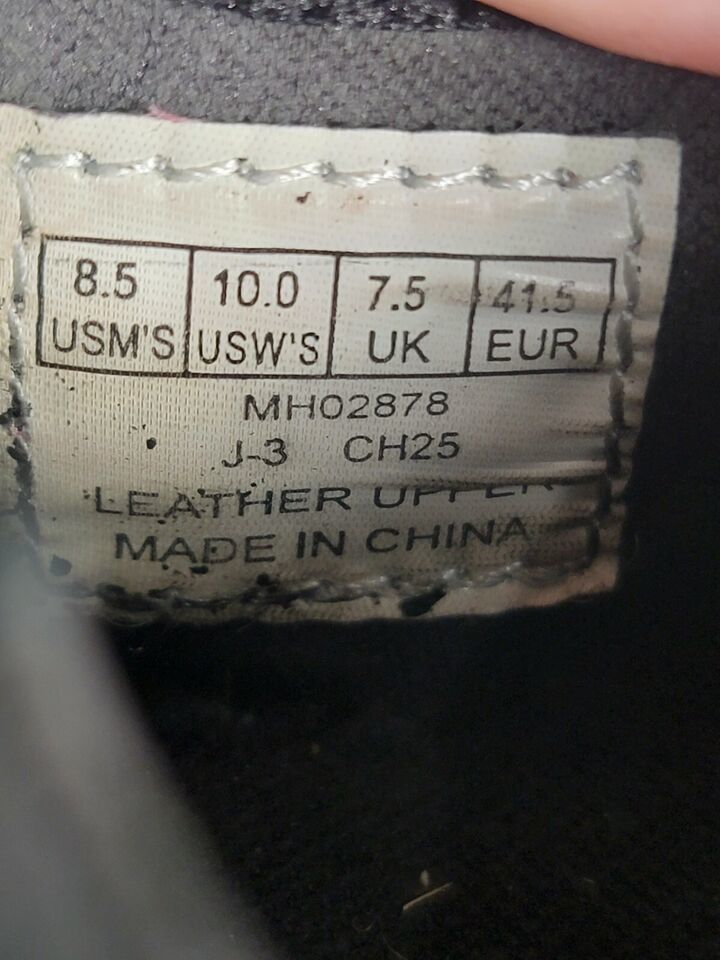 8.5 10.0 7.5 41.5
USM'S USW'S UK EUR
MH02878
J-3 CH25
LEATHER UPPER
MADE IN CHINA